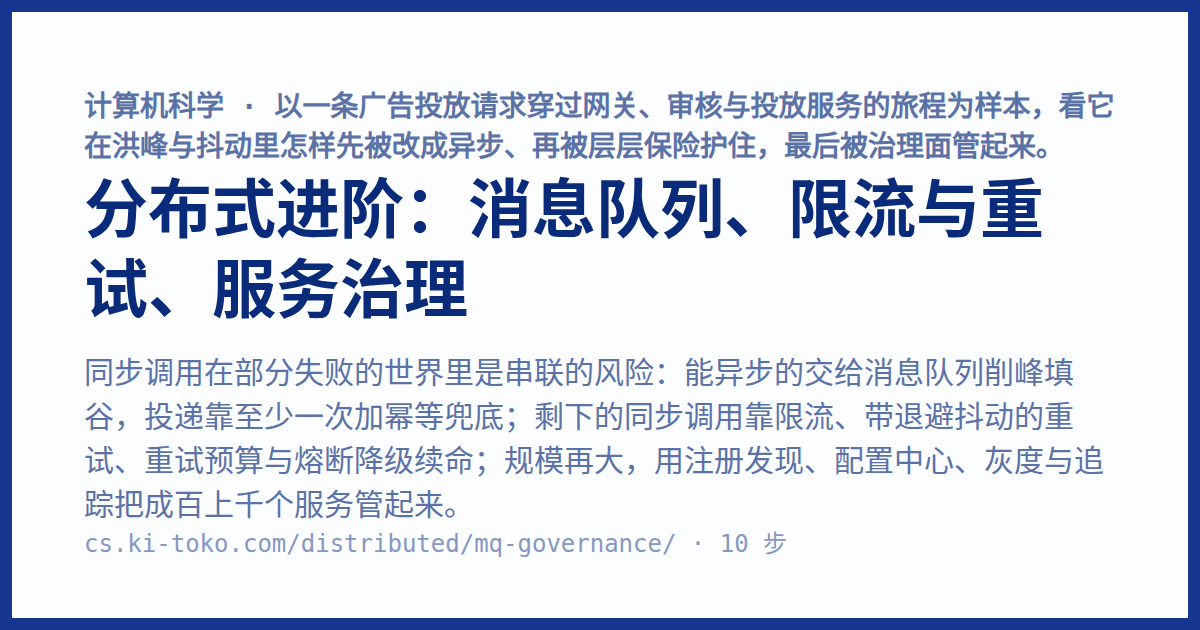 计算机科学 · 以一条广告投放请求穿过网关、审核与投放服务的旅程为样本，看它
在洪峰与抖动里怎样先被改成异步、再被层层保险护住，最后被治理面管起来。
分布式进阶：消息队列、限流与重
试、服务治理
同步调用在部分失败的世界里是串联的风险：能异步的交给消息队列削峰填
谷，投递靠至少一次加幂等兜底；剩下的同步调用靠限流、带退避抖动的重
试、重试预算与熔断降级续命；规模再大，用注册发现、配置中心、灰度与追
踪把成百上千个服务管起来。
cs.ki-toko.com/distributed/mq-governance/ · 10 步